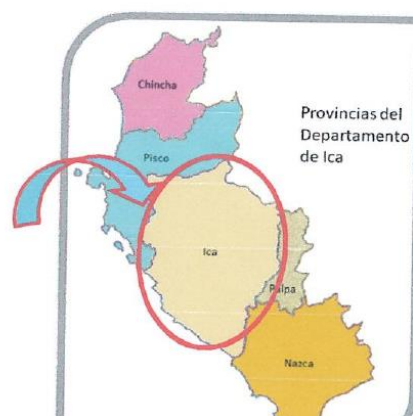 Chincha
Provincias del
Departamento
de Ica
Pisco
Ica
Palpa
Nazca